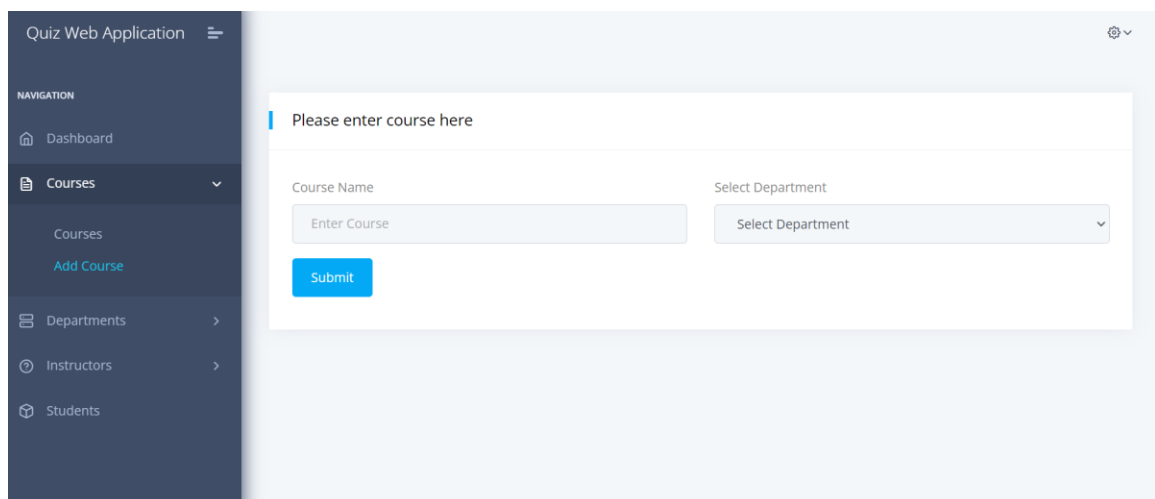 Quiz Web Application
NAVIGATION
Dashboard
Courses
Courses
Add Course
Departments
Instructors
Students
Please enter course here
Course Name
Select Department
Enter Course
Select Department
Submit